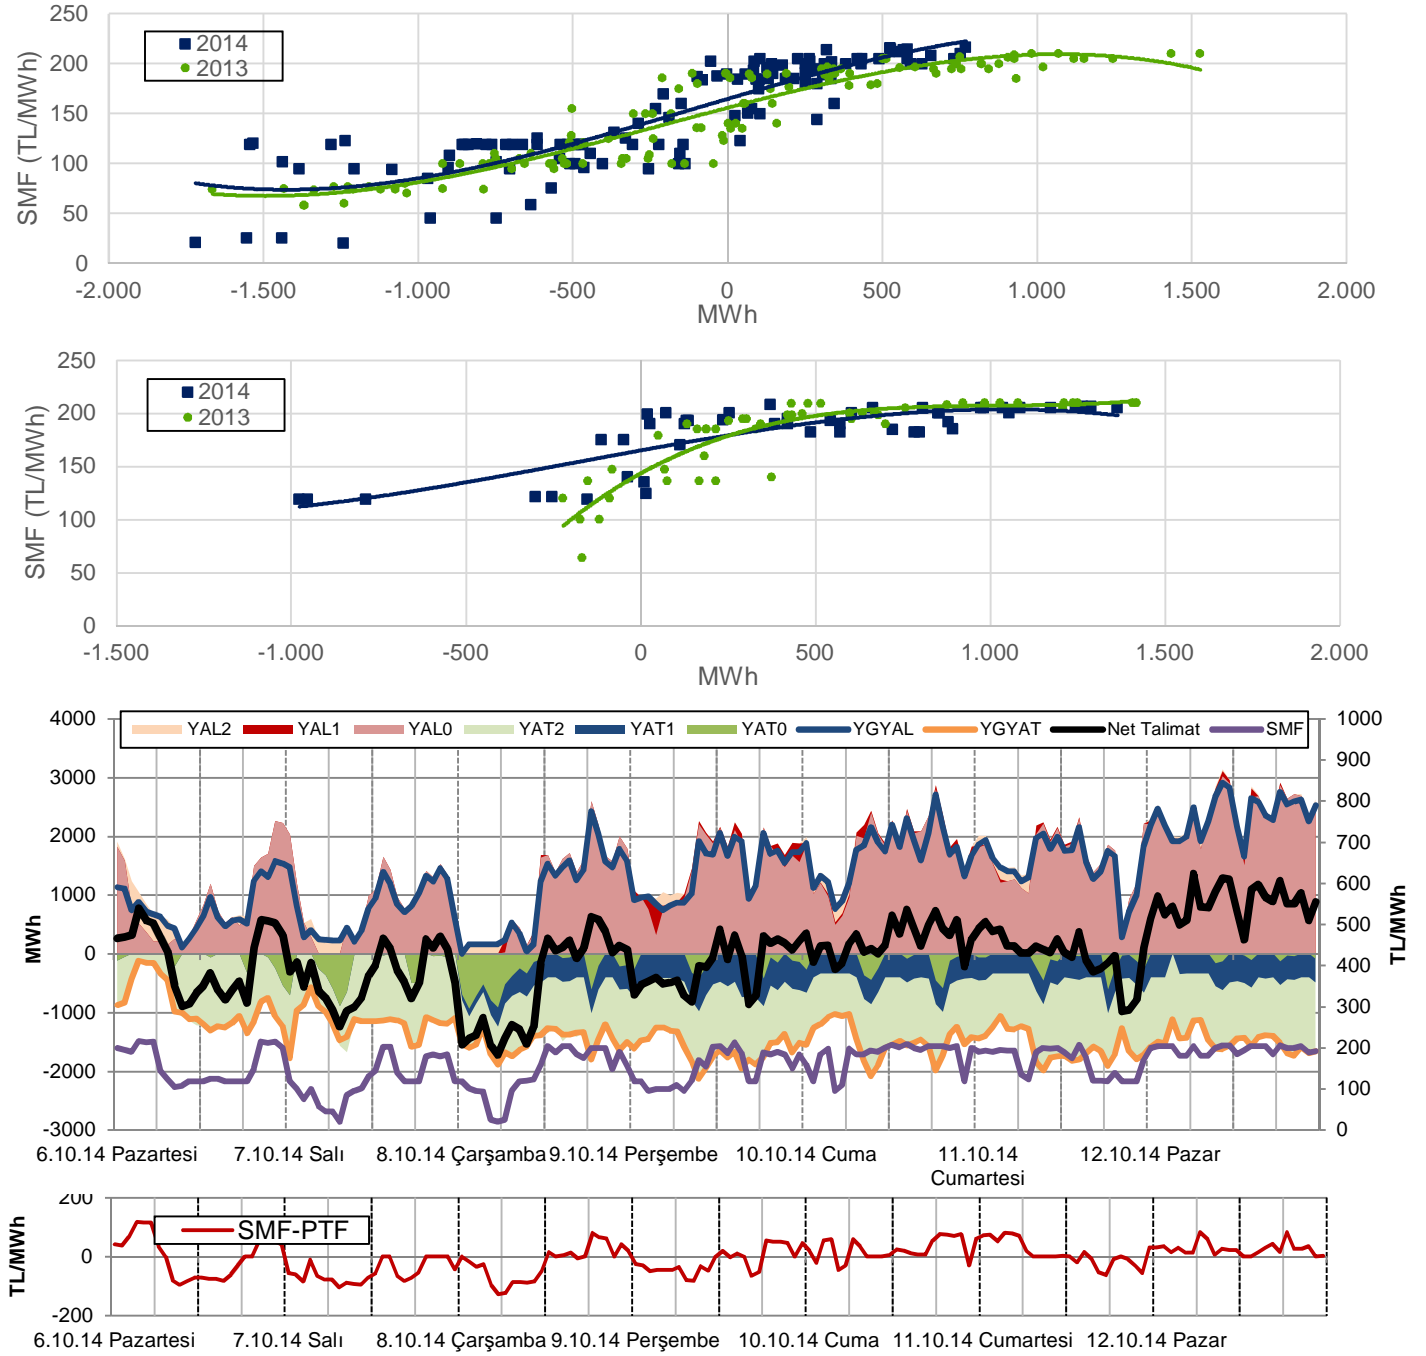 250
200
150
100
50
0
SMF (TL/MWh)
2014
2013
-2.000 -1.500 -1.000 -500 0 500 1.000 1.500 2.000
MWh
250
200
150
100
50
0
SMF (TL/MWh)
2014
2013
-1.500 -1.000 -500 0 500 1.000 1.500 2.000
MWh
YAL2 YAL1 YAL0 YAT2 YAT1 YAT0 YGYAL YGYAT Net Talimat SMF
4000
3000
2000
1000
0
-1000
-2000
-3000
MWh
1000
900
800
700
600
500
400
300
200
100
0
TL/MWh
6.10.14 Pazartesi 7.10.14 Salı 8.10.14 Çarşamba 9.10.14 Perşembe 10.10.14 Cuma 11.10.14 Cumartesi 12.10.14 Pazar
200
0
-200
TL/MWh
SMF-PTF
6.10.14 Pazartesi 7.10.14 Salı 8.10.14 Çarşamba 9.10.14 Perşembe 10.10.14 Cuma 11.10.14 Cumartesi 12.10.14 Pazar